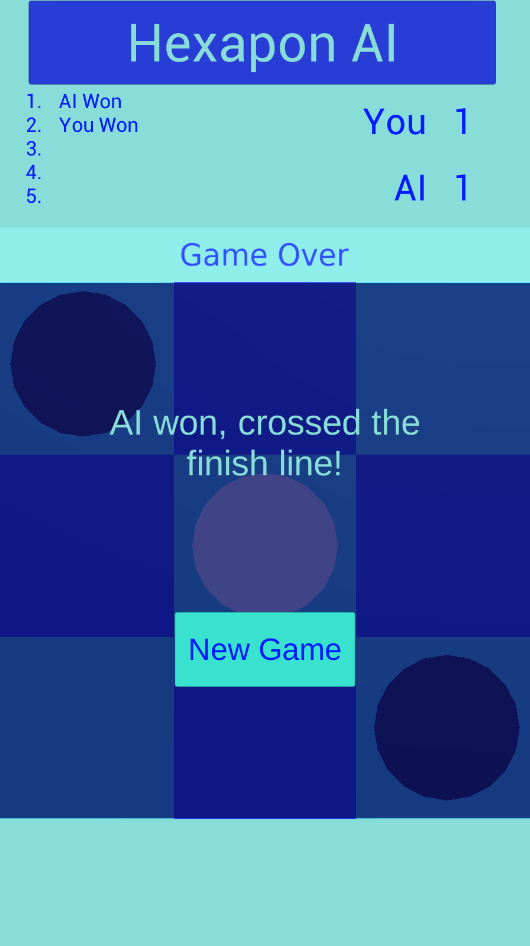 Hexapon AI
1. AI Won
2. You Won
3.
4.
5.
You 1
AI 1
Game Over
AI won, crossed the
finish line!
New Game